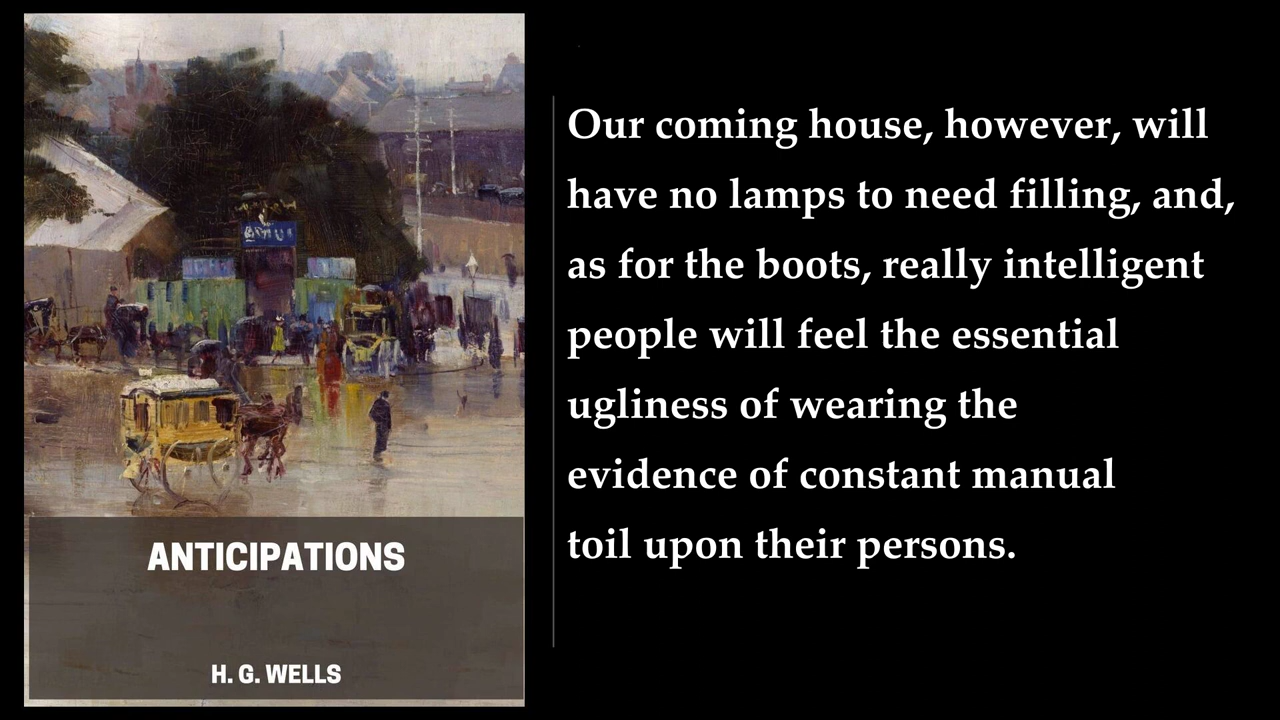 ANTICIPATIONS
H. G. WELLS
Our coming house, however, will
have no lamps to need filling, and,
as for the boots, really intelligent
people will feel the essential
ugliness of wearing the
evidence of constant manual
toil upon their persons.